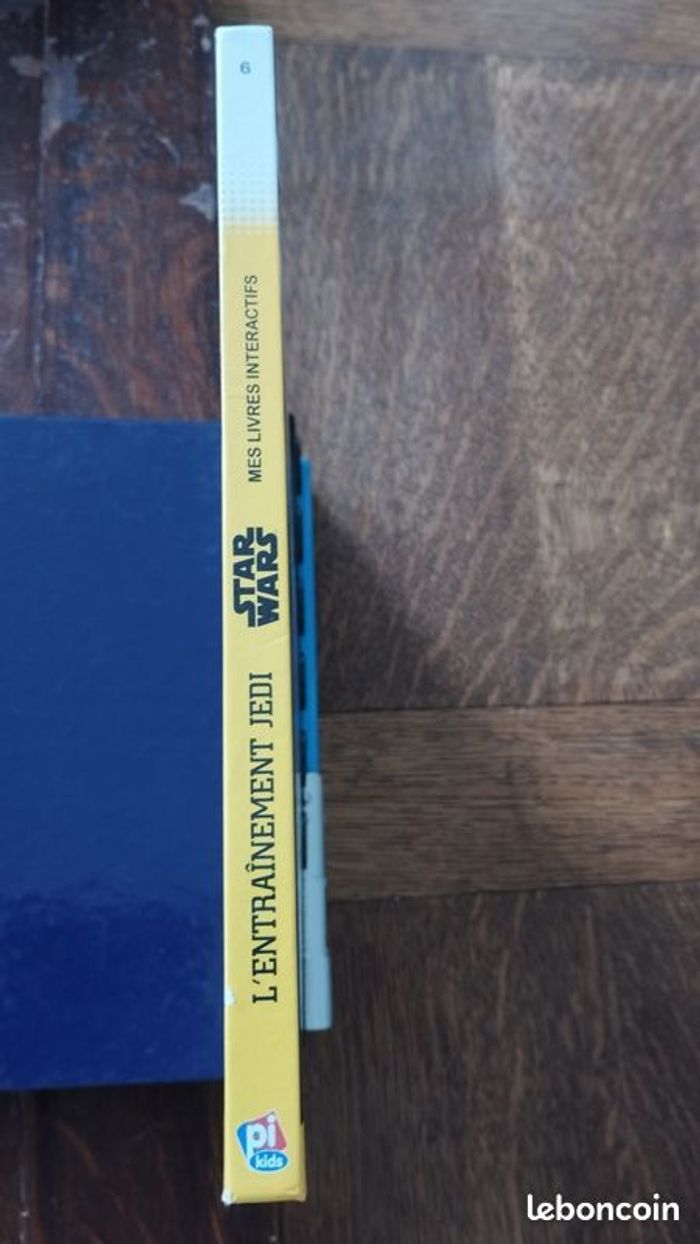 6
MES LIVRES INTERACTIFS
STAR
WARS
L'ENTRAÎNEMENT JEDI
pi
kids
leboncoin